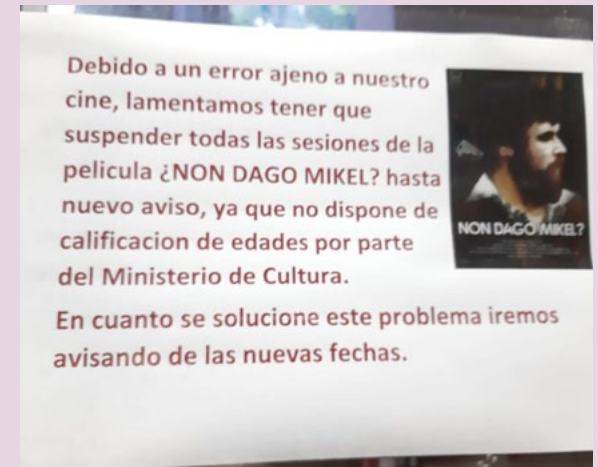 Debido a un error ajeno a nuestro
cine, lamentamos tener que
suspender todas las sesiones de la
pelicula ¿NON DAGO MIKEL? hasta
nuevo aviso, ya que no dispone de
calificacion de edades por parte
del Ministerio de Cultura.
En cuanto se solucione este problema iremos
avisando de las nuevas fechas.
NON DAGO MIKEL?